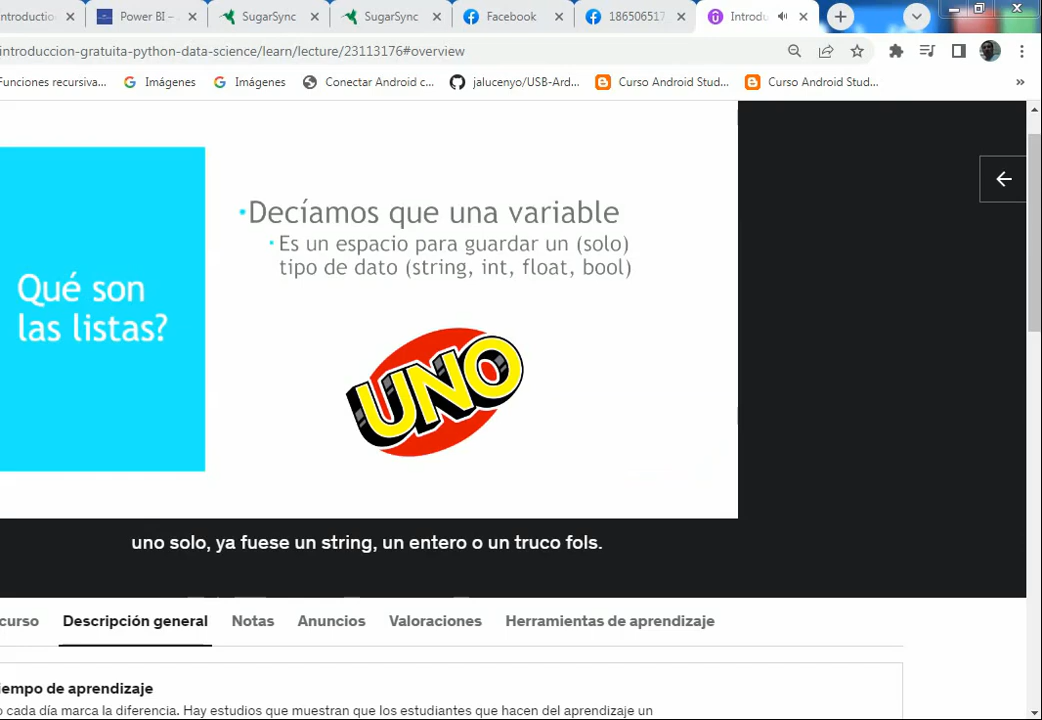 ntroductio
Power BI –
SugarSync
SugarSync
Facebook
186506517
Introdu
introduccion-gratuita-python-data-science/learn/lecture/23113176#overview
Funciones recursiva...
Imágenes
Imágenes
Conectar Android c...
jalucenyo/USB-Ard...
Curso Android Stud...
Curso Android Stud...
»
Qué son
las listas?
•Decíamos que una variable
•Es un espacio para guardar un (solo)
tipo de dato (string, int, float, bool)
UNO
uno solo, ya fuese un string, un entero o un truco fols.
curso
Descripción general
Notas
Anuncios
Valoraciones
Herramientas de aprendizaje
iempo de aprendizaje
o cada día marca la diferencia. Hay estudios que muestran que los estudiantes que hacen del aprendizaje un